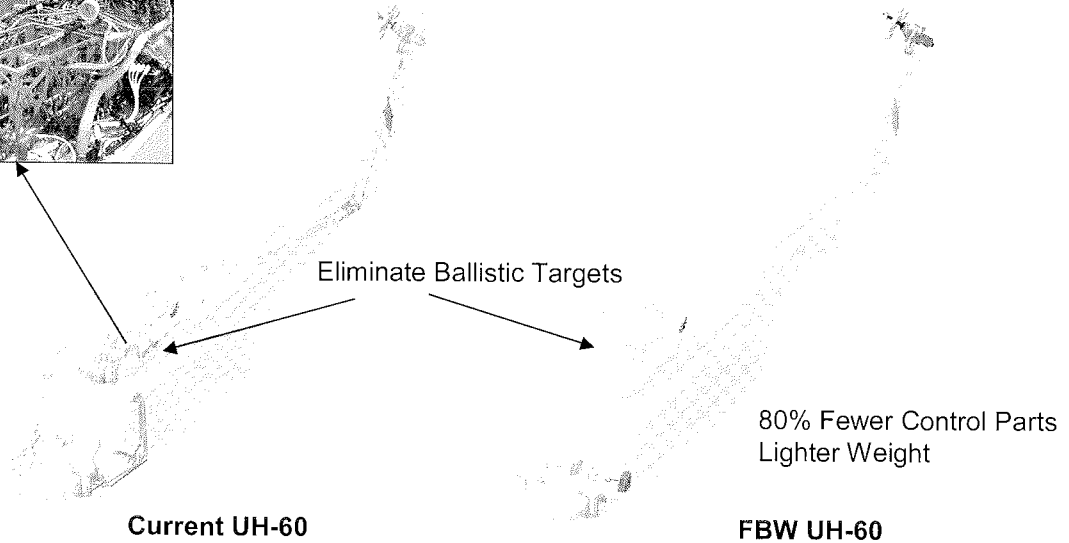 Eliminate Ballistic Targets
80% Fewer Control Parts
Lighter Weight
Current UH-60
FBW UH-60